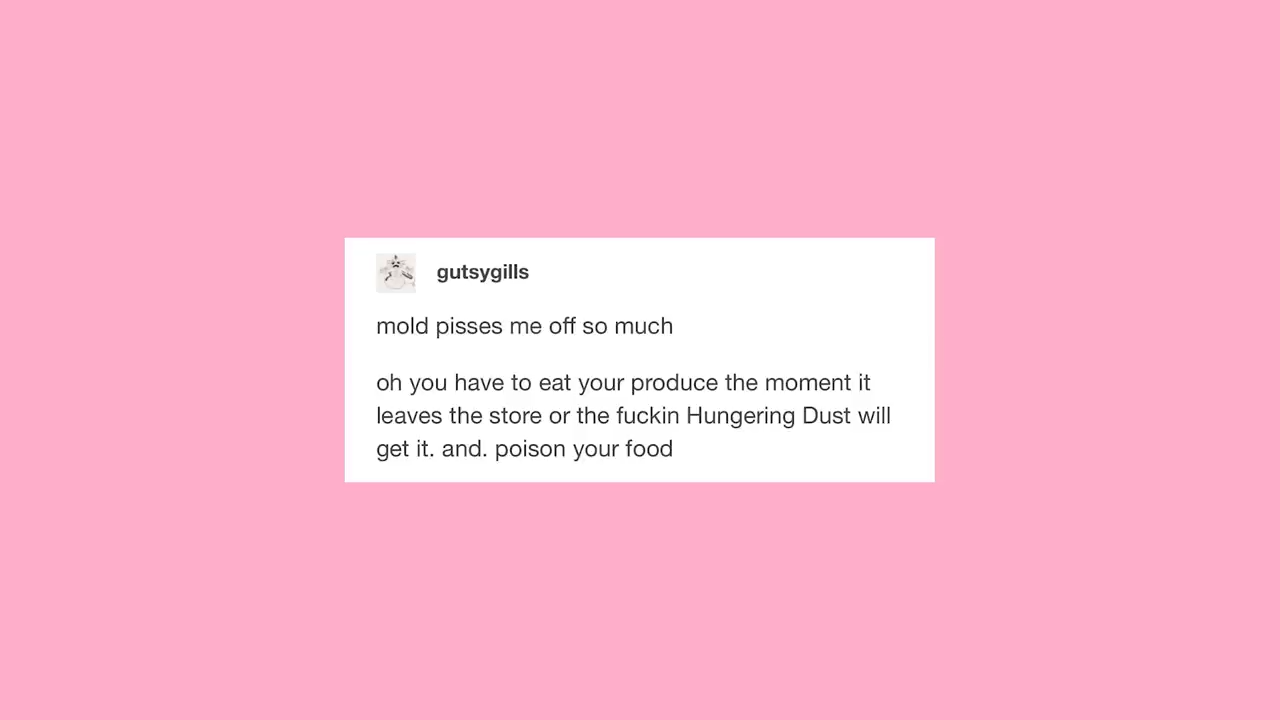 gutsygills
mold pisses me off so much
oh you have to eat your produce the moment it
leaves the store or the fuckin Hungering Dust will
get it. and. poison your food